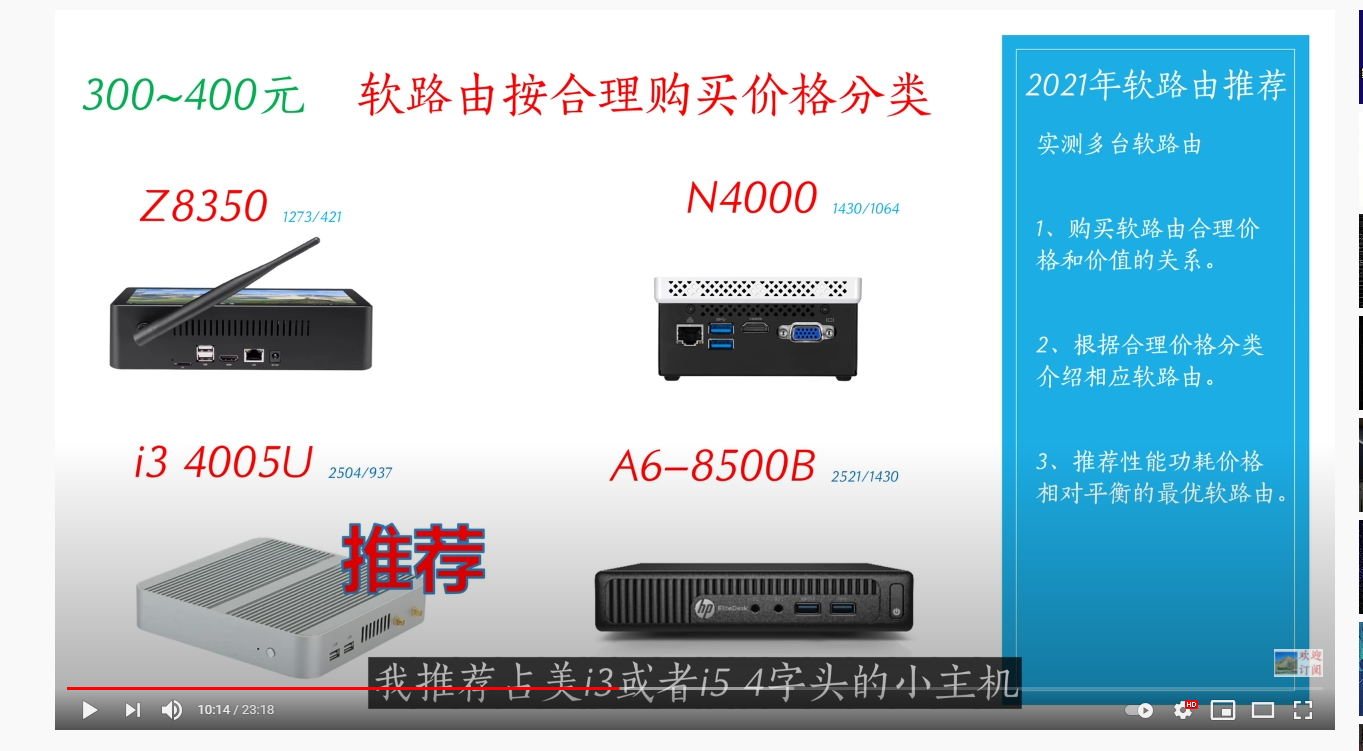 300~400元 软路由按合理购买价格分类
Z8350 1273/421
N4000 1430/1064
i3 4005U 2504/937
A6-8500B 2521/1430
推荐
hp EliteDesk
2021年软路由推荐
实测多台软路由
1、购买软路由合理价
格和价值的关系。
2、根据合理价格分类
介绍相应软路由。
3、推荐性能功耗价格
相对平衡的最优软路由。
欢迎
订阅
我推荐占美i3或者i5 4字头的小主机
10:14 / 23:18
HD